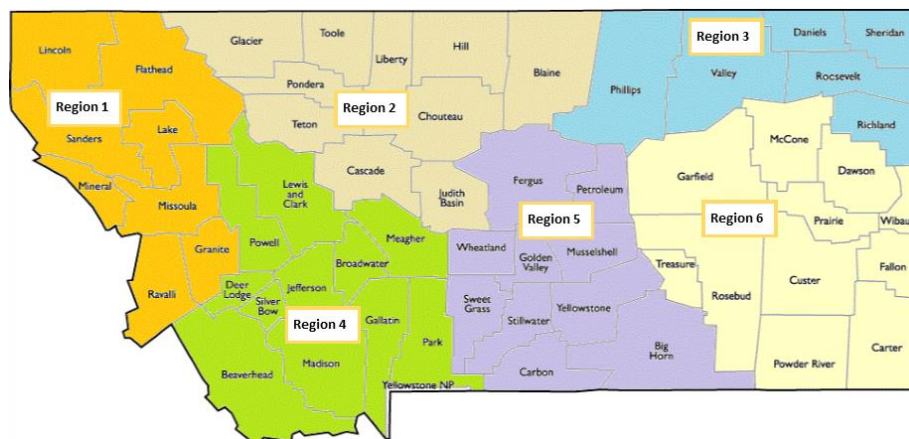 Lincoln
Flathead
Region 1
Sanders
Lake
Mineral
Missoula
Granite
Ravalli
Glacier
Toole
Liberty
Hill
Blaine
Pondera
Region 2
Teton
Chouteau
Cascade
Judith
Basin
Region 3
Daniels
Sheridan
Phillips
Valley
Roosevelt
Richland
Lewis
and
Clark
Powell
Meagher
Broadwater
Jefferson
Deer
Lodge
Silver
Bow
Region 4
Gallatin
Park
Madison
Beaverhead
Yellowstone NP
Fergus
Petroleum
Region 5
Wheatland
Golden
Valley
Musselshell
Sweet
Grass
Stillwater
Yellowstone
Carbon
Big
Horn
McCone
Garfield
Dawson
Region 6
Prairie
Wibau
Treasure
Rosebud
Custer
Fallon
Powder River
Carter